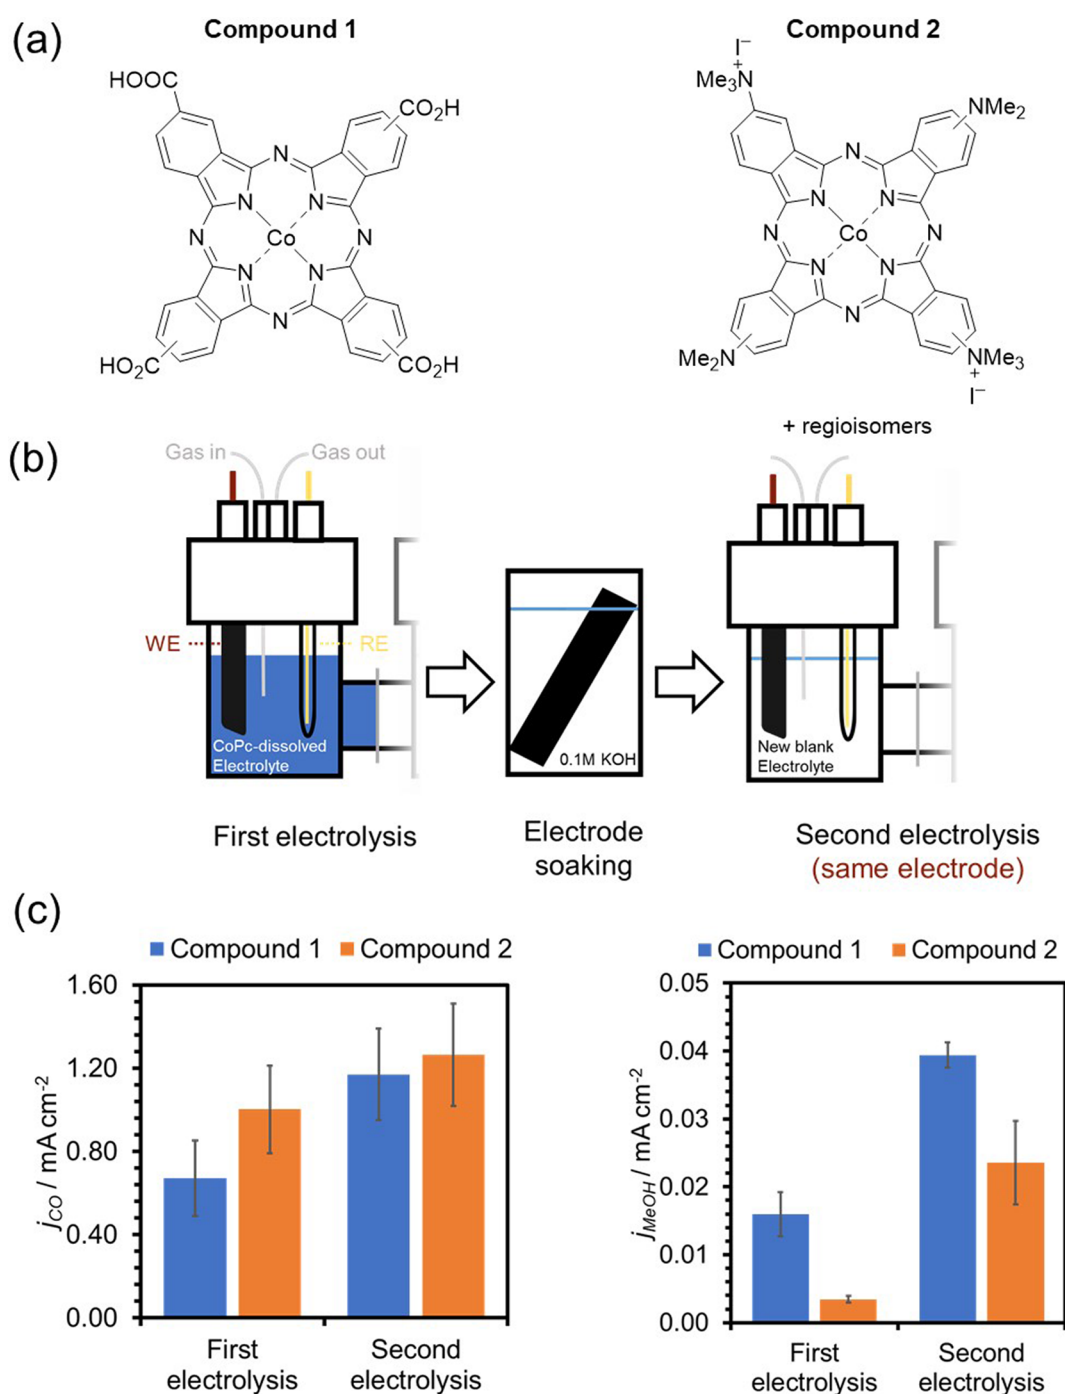 (a)
Compound 1
Compound 2
HOOC
CO₂H
N
N
N
N
Co
N
N
N
N
HO₂C
CO₂H
I⁻
+
Me₃N
NMe₂
N
N
N
N
Co
N
N
N
N
Me₂N
NMe₃
+
I⁻
+ regioisomers
(b)
Gas in
Gas out
WE
RE
CoPc-dissolved
Electrolyte
0.1M KOH
New blank
Electrolyte
First electrolysis
Electrode
soaking
Second electrolysis
(same electrode)
(c)
Compound 1
Compound 2
1.60
1.20
0.80
0.40
0.00
j_CO / mA cm⁻²
First
electrolysis
Second
electrolysis
Compound 1
Compound 2
0.05
0.04
0.03
0.02
0.01
0.00
j_MeOH / mA cm⁻²
First
electrolysis
Second
electrolysis